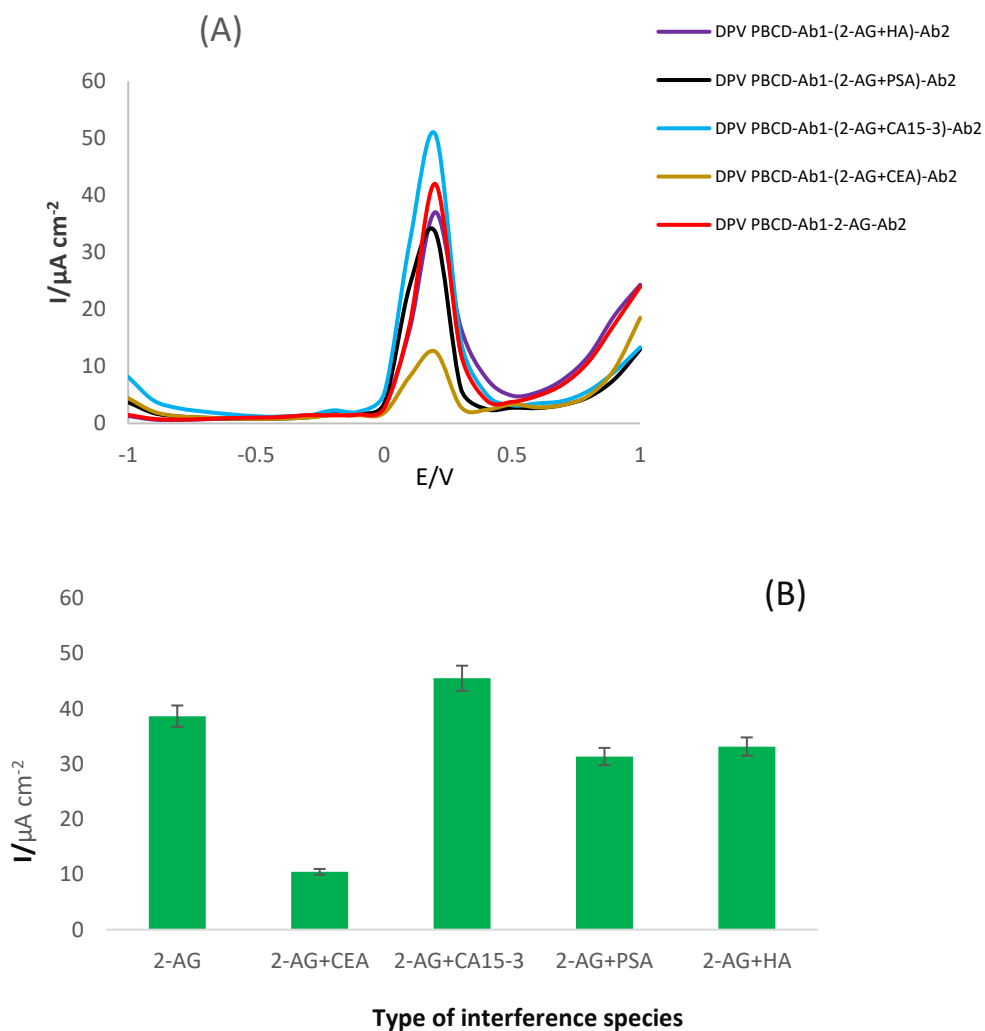 (A)
DPV PBCD-Ab1-(2-AG+HA)-Ab2
DPV PBCD-Ab1-(2-AG+PSA)-Ab2
DPV PBCD-Ab1-(2-AG+CA15-3)-Ab2
DPV PBCD-Ab1-(2-AG+CEA)-Ab2
DPV PBCD-Ab1-2-AG-Ab2
I/µA cm-2
60
50
40
30
20
10
0
-1 -0.5 0 0.5 1
E/V
(B)
I/µA cm-2
60
50
40
30
20
10
0
2-AG 2-AG+CEA 2-AG+CA15-3 2-AG+PSA 2-AG+HA
Type of interference species